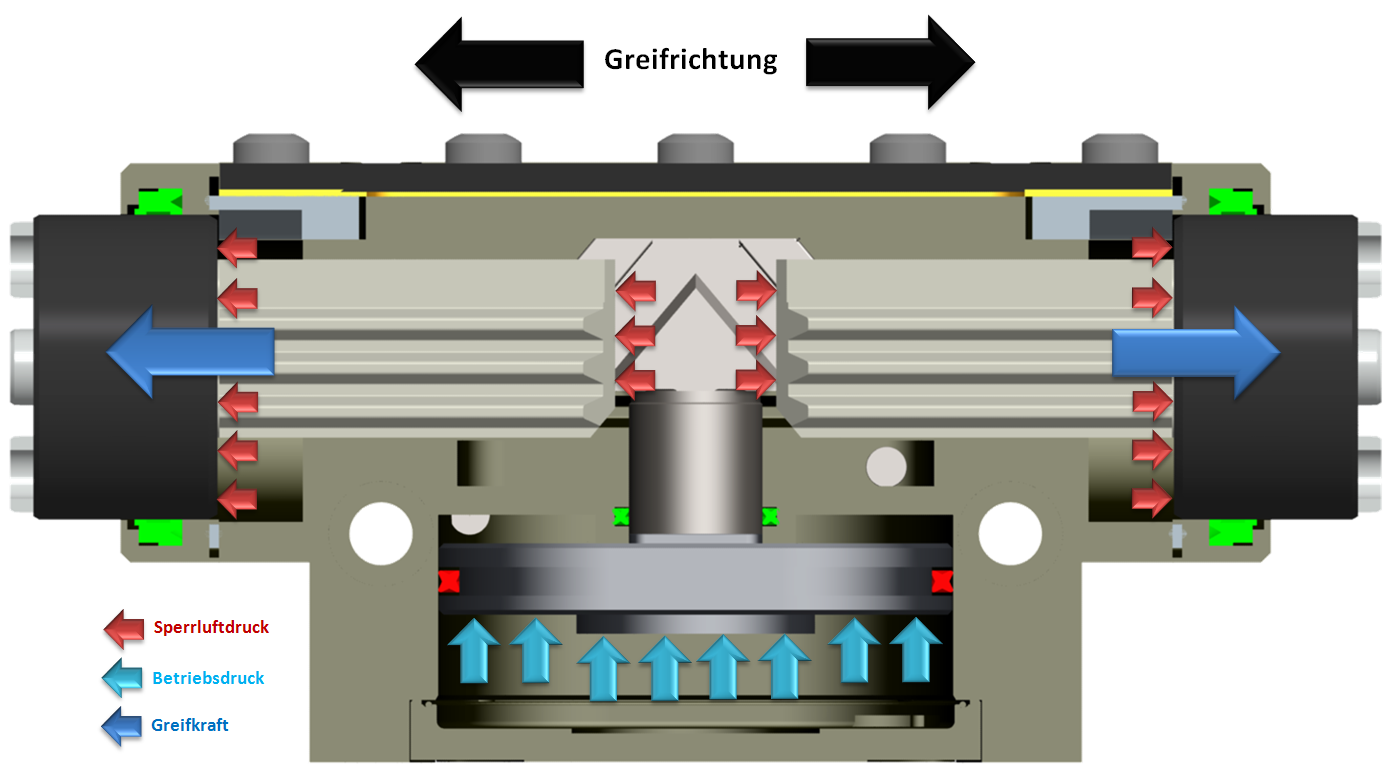 Greifrichtung
Sperrluftdruck
Betriebsdruck
Greifkraft